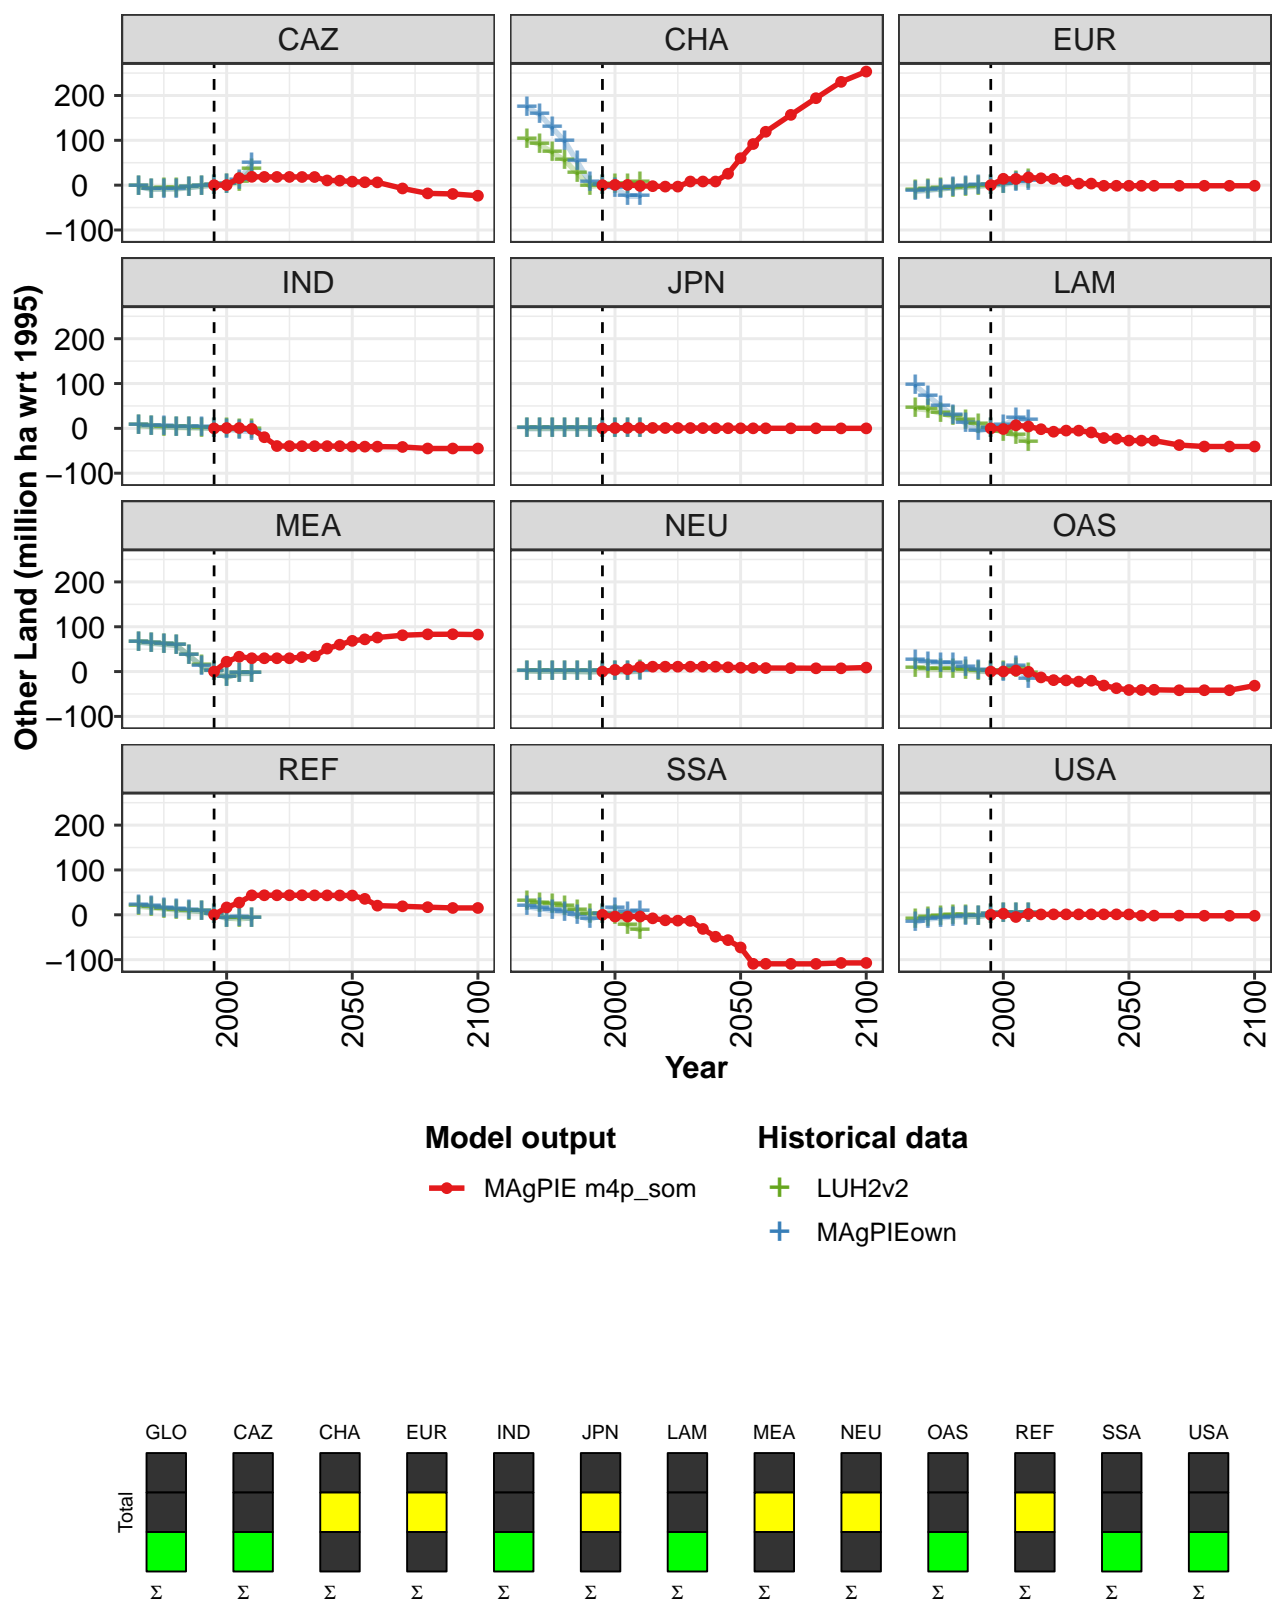 CAZ CHA EUR
200
100
0
−100
IND JPN LAM
200
100
0
−100
MEA NEU OAS
200
100
0
−100
REF SSA USA
200
100
0
−100
2000 2050 2100 2000 2050 2100 2000 2050 2100
Year
Other Land (million ha wrt 1995)
Model output Historical data
MAgPIE m4p_som LUH2v2
MAgPIEown
GLO CAZ CHA EUR IND JPN LAM MEA NEU OAS REF SSA USA
Total
Σ Σ Σ Σ Σ Σ Σ Σ Σ Σ Σ Σ Σ